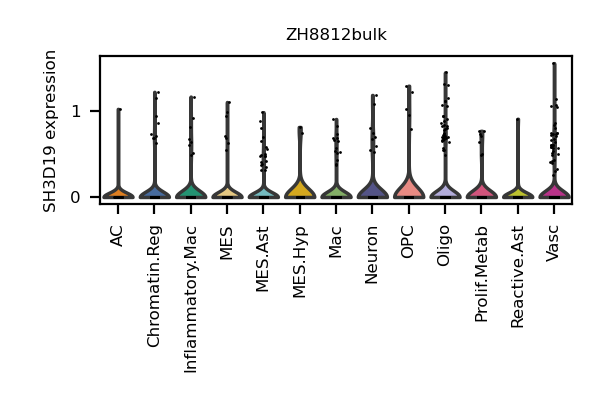 ZH8812bulk
SH3D19 expression
1
0
AC
Chromatin.Reg
Inflammatory.Mac
MES
MES.Ast
MES.Hyp
Mac
Neuron
OPC
Oligo
Prolif.Metab
Reactive.Ast
Vasc